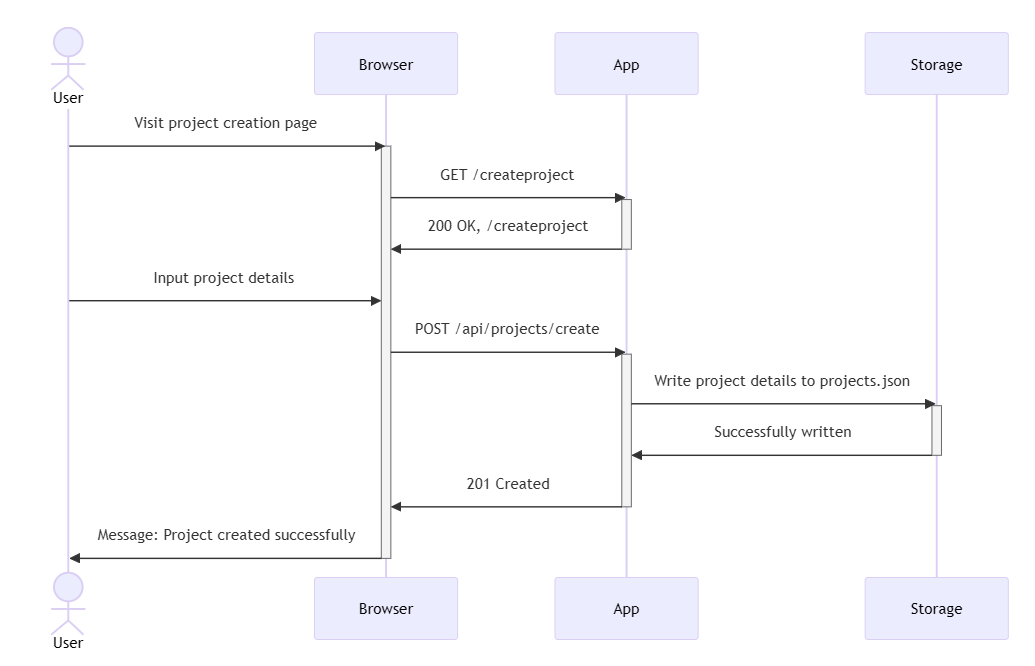 User
Browser
App
Storage
Visit project creation page
GET /createproject
200 OK, /createproject
Input project details
POST /api/projects/create
Write project details to projects.json
Successfully written
201 Created
Message: Project created successfully
User
Browser
App
Storage